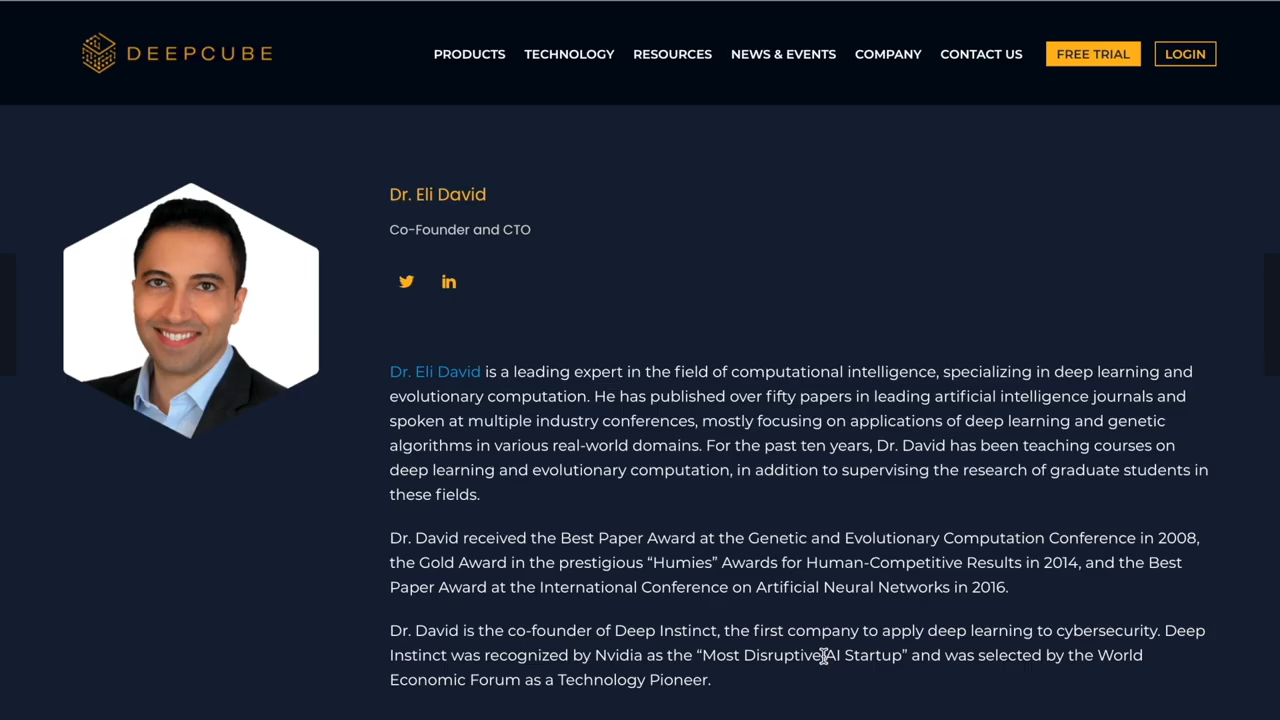 DEEPCUBE
PRODUCTS TECHNOLOGY RESOURCES NEWS & EVENTS COMPANY CONTACT US FREE TRIAL LOGIN
Dr. Eli David
Co-Founder and CTO
Dr. Eli David is a leading expert in the field of computational intelligence, specializing in deep learning and
evolutionary computation. He has published over fifty papers in leading artificial intelligence journals and
spoken at multiple industry conferences, mostly focusing on applications of deep learning and genetic
algorithms in various real-world domains. For the past ten years, Dr. David has been teaching courses on
deep learning and evolutionary computation, in addition to supervising the research of graduate students in
these fields.
Dr. David received the Best Paper Award at the Genetic and Evolutionary Computation Conference in 2008,
the Gold Award in the prestigious “Humies” Awards for Human-Competitive Results in 2014, and the Best
Paper Award at the International Conference on Artificial Neural Networks in 2016.
Dr. David is the co-founder of Deep Instinct, the first company to apply deep learning to cybersecurity. Deep
Instinct was recognized by Nvidia as the “Most Disruptive AI Startup” and was selected by the World
Economic Forum as a Technology Pioneer.